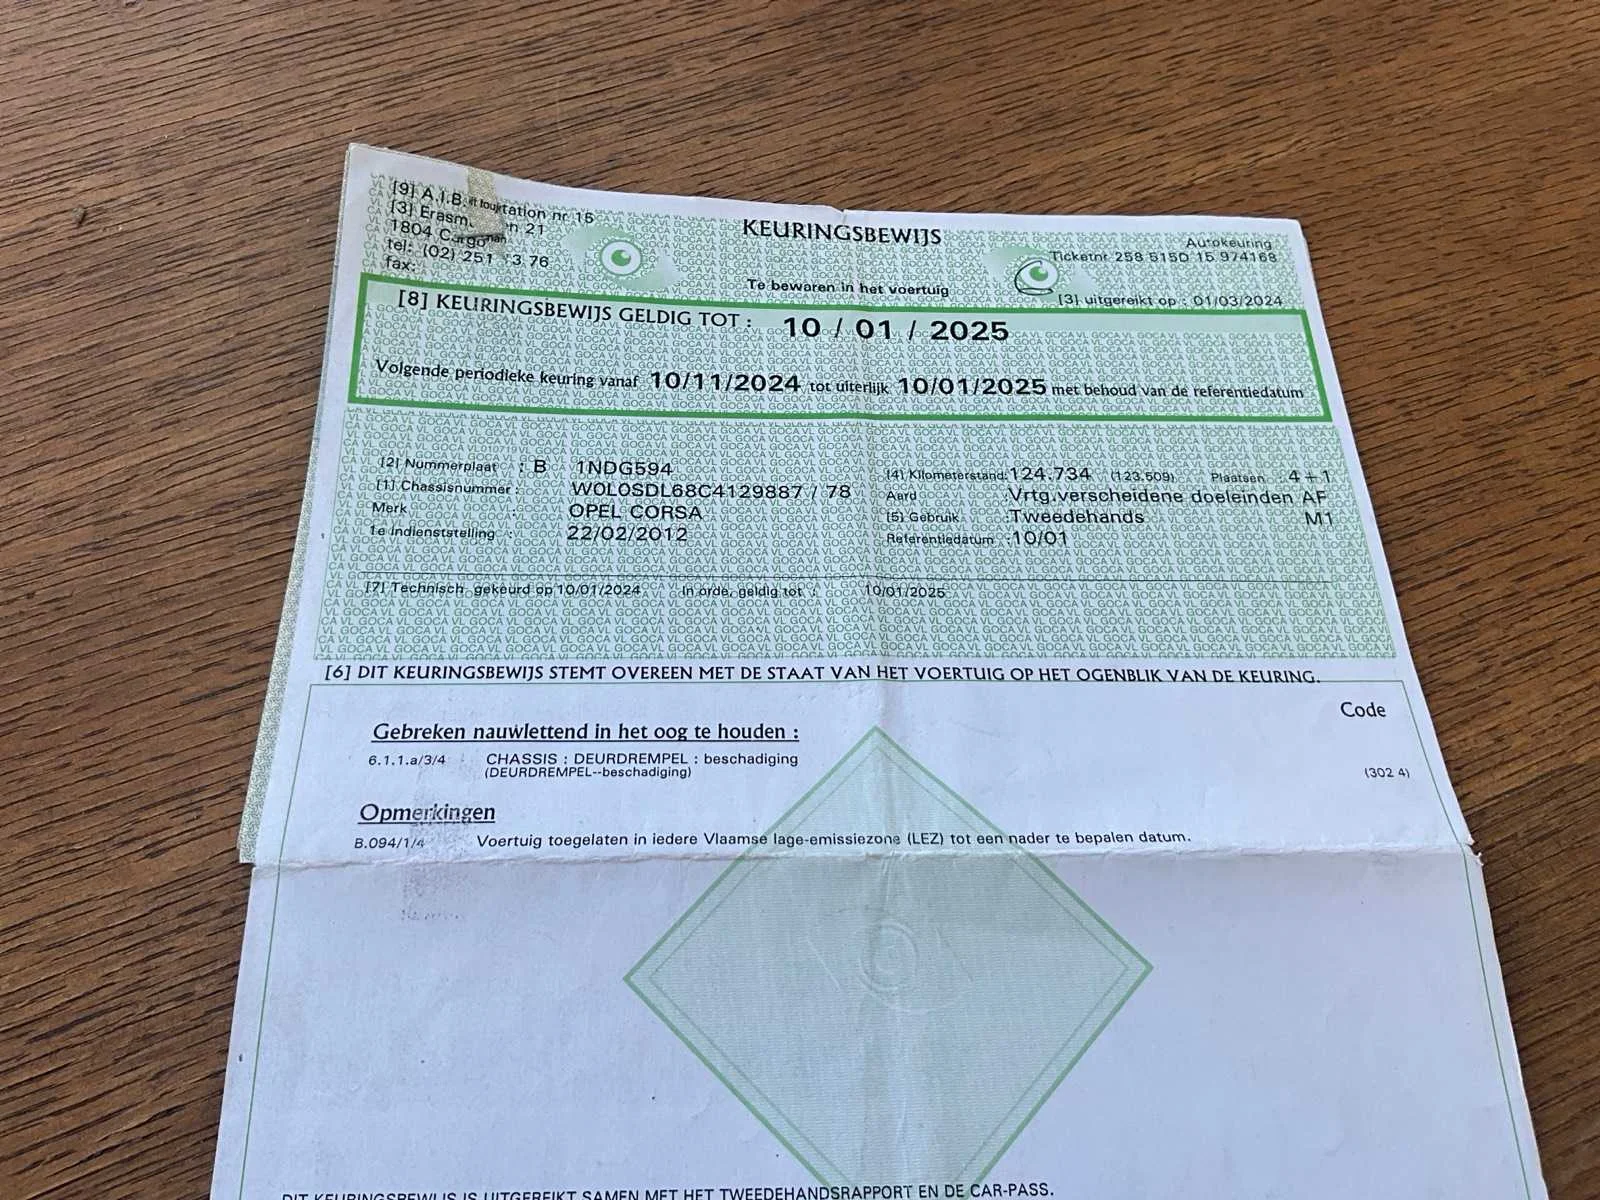 [9] A.I.B. station nr 15
[3] Erasm. 21
1804 Cargo
tel: (02) 251 3 76
fax:
KEURINGSBEWIJS
Te bewaren in het voertuig
Autokeuring
Ticketnr 258 515D 15 974168
[3] uitgereikt op : 01/03/2024
[8] KEURINGSBEWIJS GELDIG TOT : 10 / 01 / 2025
Volgende periodieke keuring vanaf 10/11/2024 tot uiterlijk 10/01/2025 met behoud van de referentiedatum
[2] Nummerplaat : B 1NDG594
[1] Chassisnummer : W0L0SDL68C4129887 / 78
Merk : OPEL CORSA
1e Indienststelling : 22/02/2012
[4] Kilometerstand: 124.734 (123.509) Plaatsen : 4 + 1
Aard : Vrtg.verscheidene doeleinden AF
[5] Gebruik : Tweedehands M1
Referentiedatum : 10/01
[7] Technisch gekeurd op 10/01/2024 In orde, geldig tot : 10/01/2025
[6] DIT KEURINGSBEWIJS STEMT OVEREEN MET DE STAAT VAN HET VOERTUIG OP HET OGENBLIK VAN DE KEURING.
Code
Gebreken nauwlettend in het oog te houden :
6.1.1.a/3/4 CHASSIS : DEURDREMPEL : beschadiging
(DEURDREMPEL--beschadiging) (302 4)
Opmerkingen
B.094/1/4 Voertuig toegelaten in iedere Vlaamse lage-emissiezone (LEZ) tot een nader te bepalen datum.
DIT KEURINGSBEWIJS IS UITGEREIKT SAMEN MET HET TWEEDEHANDSRAPPORT EN DE CAR-PASS.